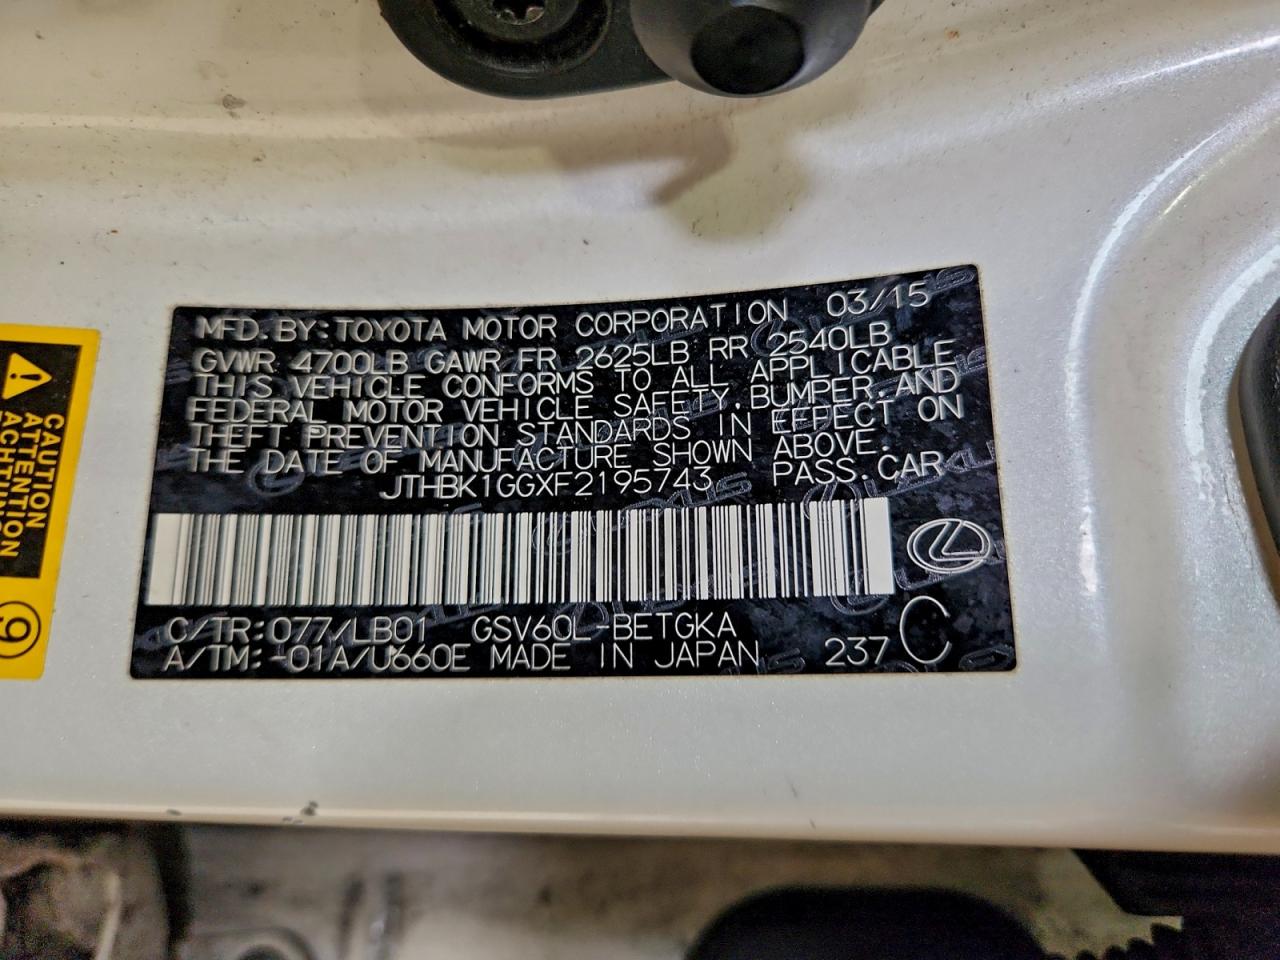 MFD.BY:TOYOTA MOTOR CORPORATION 03/15
GVWR 4700LB GAWR FR 2625LB RR 2540LB
THIS VEHICLE CONFORMS TO ALL APPLICABLE
FEDERAL MOTOR VEHICLE SAFETY,BUMPER,AND
THEFT PREVENTION STANDARDS IN EFFECT ON
THE DATE OF MANUFACTURE SHOWN ABOVE.
JTHBK1GGXF2195743 PASS.CAR
C/TR:077/LB01 GSV60L-BETGKA
A/TM:-01A/U660E MADE IN JAPAN 237 C
CAUTION
ATTENTION
ACHTUNG
9